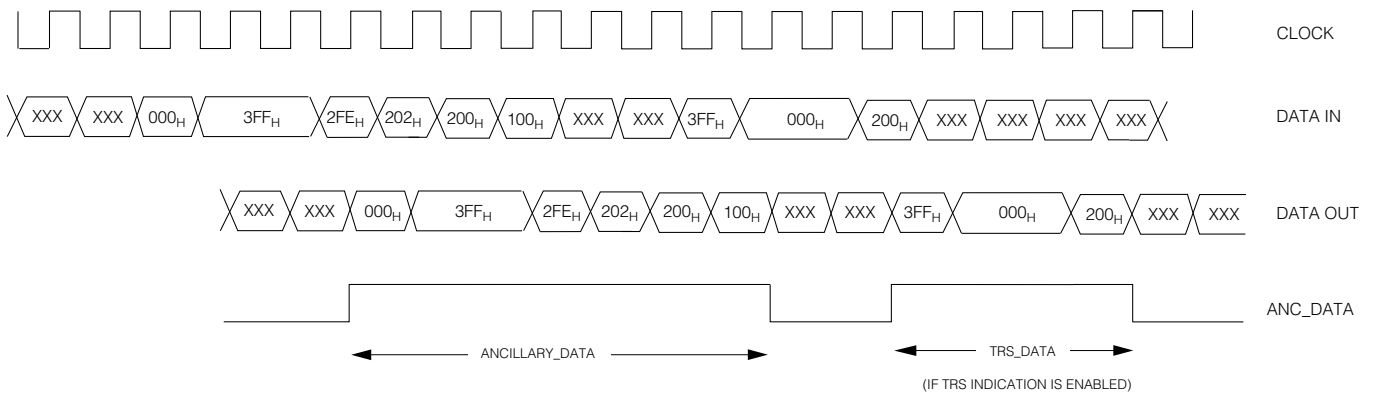 CLOCK
XXX XXX 000H 3FFH 2FEH 202H 200H 100H XXX XXX 3FFH 000H 200H XXX XXX XXX XXX DATA IN
XXX XXX 000H 3FFH 2FEH 202H 200H 100H XXX XXX 3FFH 000H 200H XXX XXX DATA OUT
ANC_DATA
ANCILLARY_DATA TRS_DATA
(IF TRS INDICATION IS ENABLED)